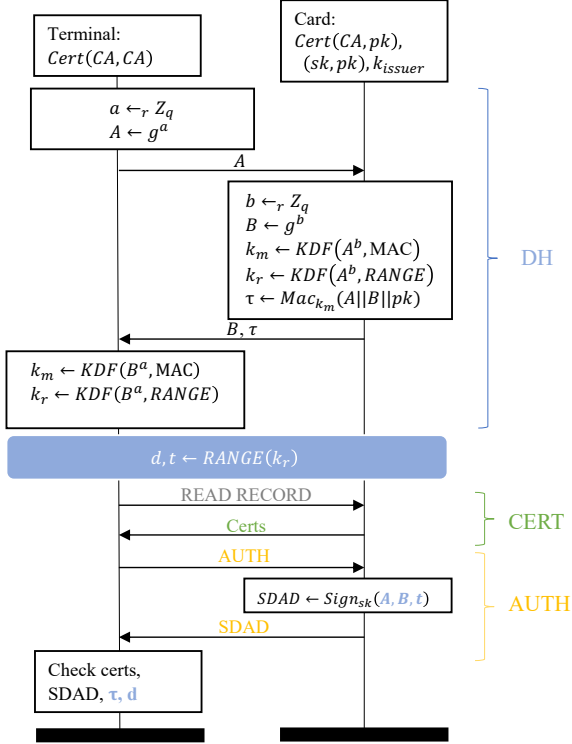 Terminal:
Cert(CA, CA)
Card:
Cert(CA, pk),
(sk, pk), k_issuer
a ←_r Z_q
A ← g^a
A
b ←_r Z_q
B ← g^b
k_m ← KDF(A^b, MAC)
k_r ← KDF(A^b, RANGE)
τ ← Mac_{k_m}(A||B||pk)
DH
B, τ
k_m ← KDF(B^a, MAC)
k_r ← KDF(B^a, RANGE)
d, t ← RANGE(k_r)
READ RECORD
Certs
CERT
AUTH
SDAD ← Sign_{sk}(A, B, t)
AUTH
SDAD
Check certs,
SDAD, τ, d